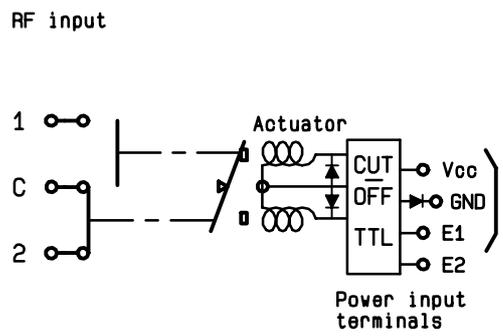 RF input
1
C
2
Actuator
CUT
OFF
TTL
Vcc
GND
E1
E2
Power input
terminals